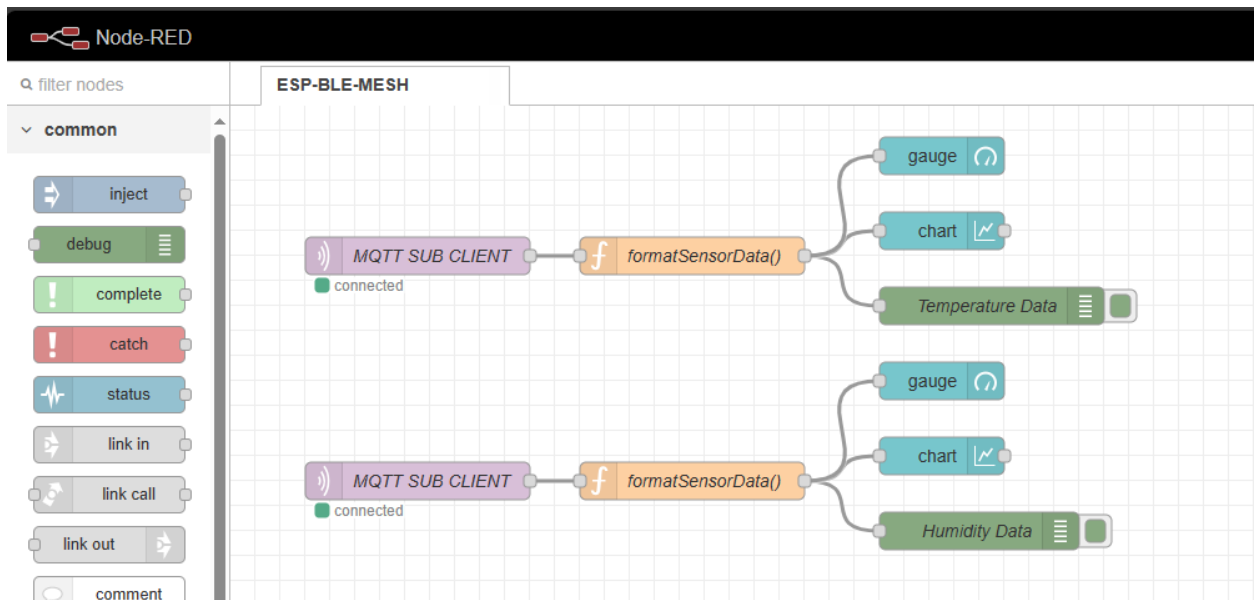 Node-RED
filter nodes
common
inject
debug
complete
catch
status
link in
link call
link out
comment
ESP-BLE-MESH
gauge
chart
MQTT SUB CLIENT
formatSensorData()
connected
Temperature Data
gauge
chart
MQTT SUB CLIENT
formatSensorData()
connected
Humidity Data